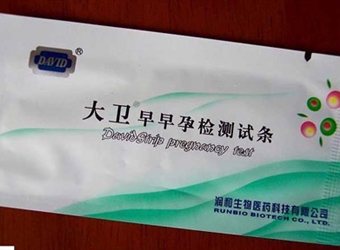 DAVID®
大卫®早早孕检测试条
David Strip pregnancy test
润和生物医药科技有限公司
RUNBIO BIOTECH CO., LTD.